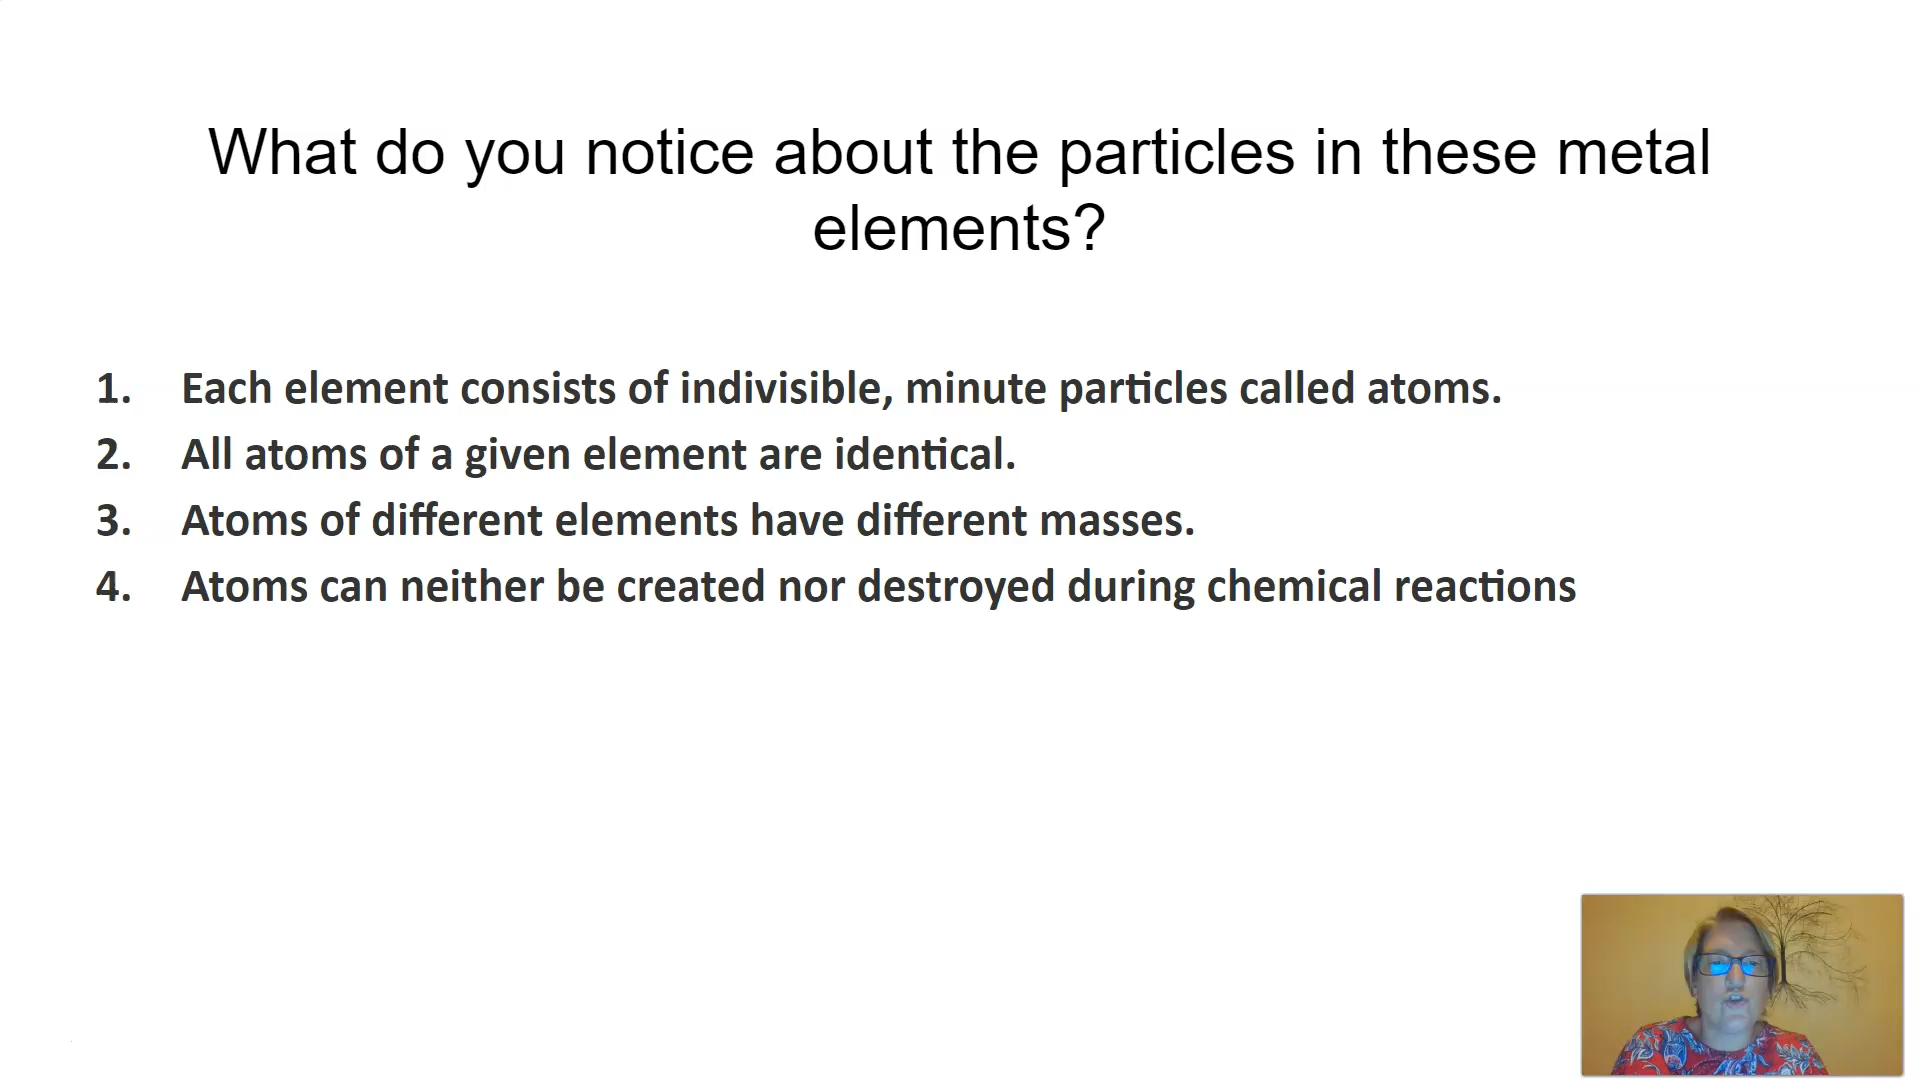 What do you notice about the particles in these metal
elements?
1. Each element consists of indivisible, minute particles called atoms.
2. All atoms of a given element are identical.
3. Atoms of different elements have different masses.
4. Atoms can neither be created nor destroyed during chemical reactions